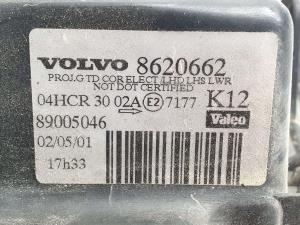 VOLVO 8620662
PROJ.GTD COR ELECT/LHD LHS LWR
NOT DOT CERTIFIED
04HCR 30 02A E2 7177 K12
89005046
02/05/01 Valeo
17h33